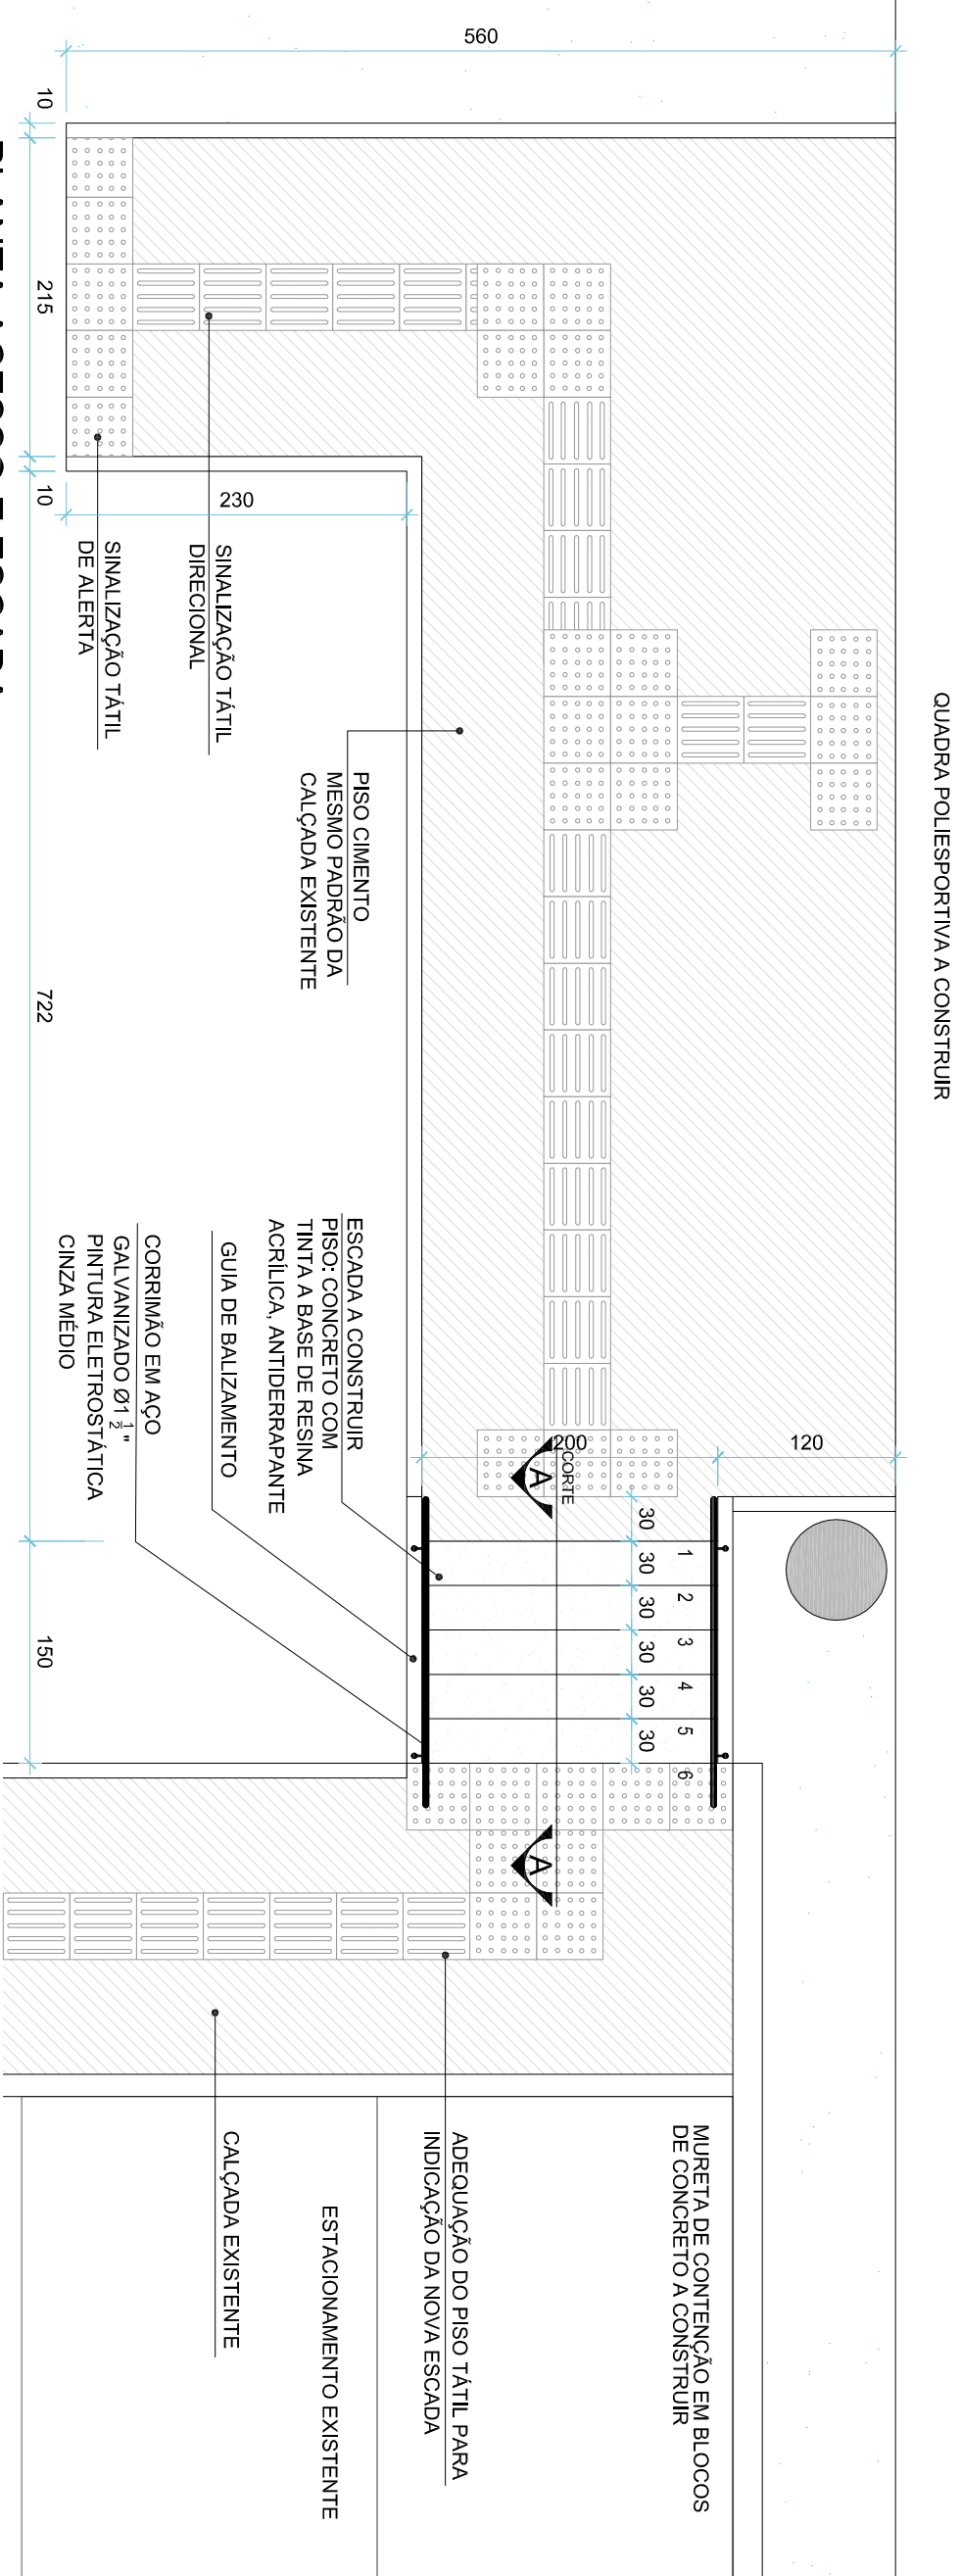 QUADRA POLIESPORTIVA A CONSTRUIR
560
10
215
10
722
150
230
200
120
SINALIZAÇÃO TÁTIL
DIRECIONAL
SINALIZAÇÃO TÁTIL
DE ALERTA
PISO CIMENTO
MESMO PADRÃO DA
CALÇADA EXISTENTE
ESCADA A CONSTRUIR
PISO: CONCRETO COM
TINTA A BASE DE RESINA
ACRÍLICA, ANTIDERRAPANTE
GUIA DE BALIZAMENTO
CORRIMÃO EM AÇO
GALVANIZADO Ø1 1/2"
PINTURA ELETROSTÁTICA
CINZA MÉDIO
CORTE
A
A
30
30
30
30
30
30
1
2
3
4
5
6
MURETA DE CONTENÇÃO EM BLOCOS
DE CONCRETO A CONSTRUIR
ADEQUAÇÃO DO PISO TÁTIL PARA
INDICAÇÃO DA NOVA ESCADA
ESTACIONAMENTO EXISTENTE
CALÇADA EXISTENTE